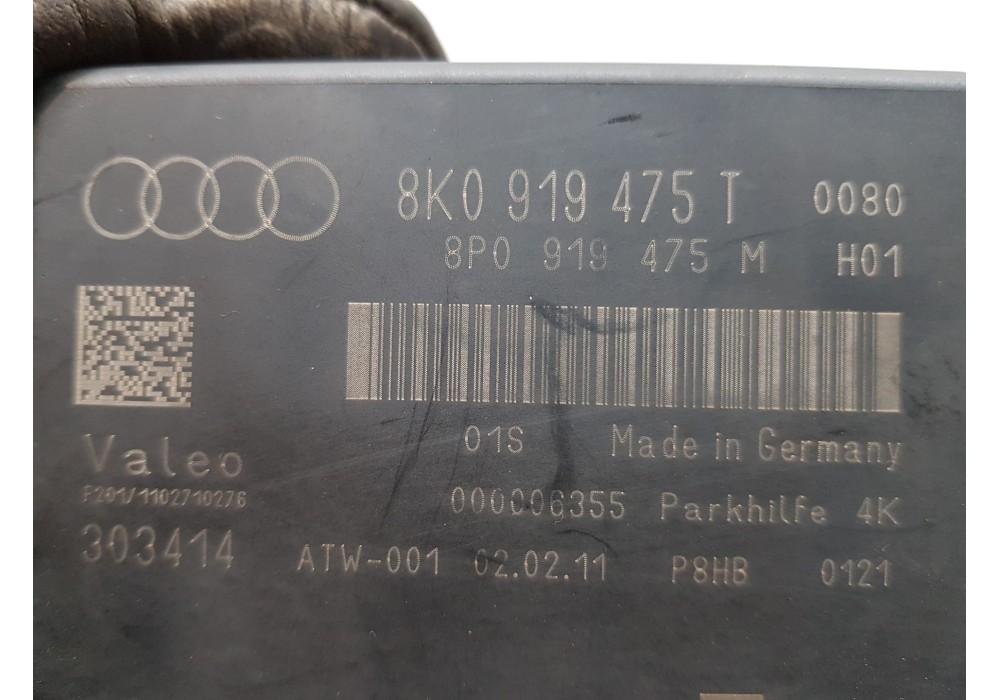 8K0 919 475 T 0080
8P0 919 475 M H01
01S Made in Germany
Valeo
F201/1102710276
000006355 Parkhilfe 4K
303414
ATW-001 02.02.11 P8HB 0121